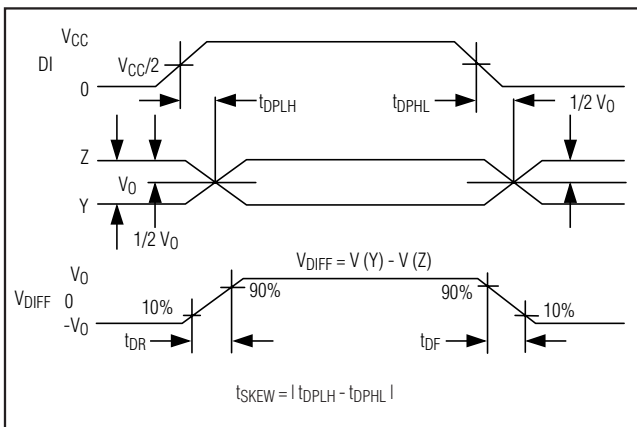 VCC
DI
VCC/2
0
tDPLH
tDPHL
1/2 VO
Z
VO
Y
1/2 VO
VDIFF = V (Y) - V (Z)
VO
VDIFF 0
-VO
10%
90%
90%
10%
tDR
tDF
tSKEW = | tDPLH - tDPHL |